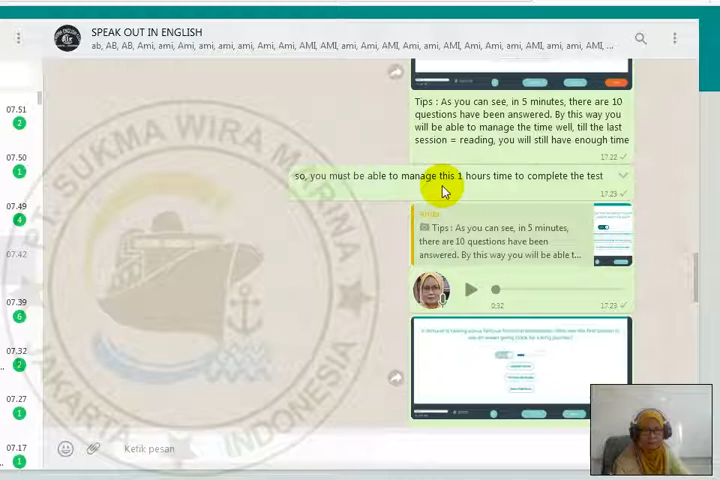 SPEAK OUT IN ENGLISH
ab, AB, AB, Ami, ami, Ami, ami, ami, ami, Ami, Ami, AMI, AMI, ami, Ami, AMI, Ami, ami, AMI, Ami, ami, Ami, ami, ami, AMI, ...
07.51
2
07.50
1
07.49
4
07.42
07.39
6
07.32
2
07.27
1
07.17
1
Tips : As you can see, in 5 minutes, there are 10
questions have been answered. By this way you
will be able to manage the time well, till the last
session = reading, you will still have enough time
17.22
so, you must be able to manage this 1 hours time to complete the test
17.23
Tips : As you can see, in 5 minutes,
there are 10 questions have been
answered. By this way you will be able t...
0:32
17.23
Ketik pesan
PT. SUKMA WIRA MARINA
JAKARTA INDONESIA